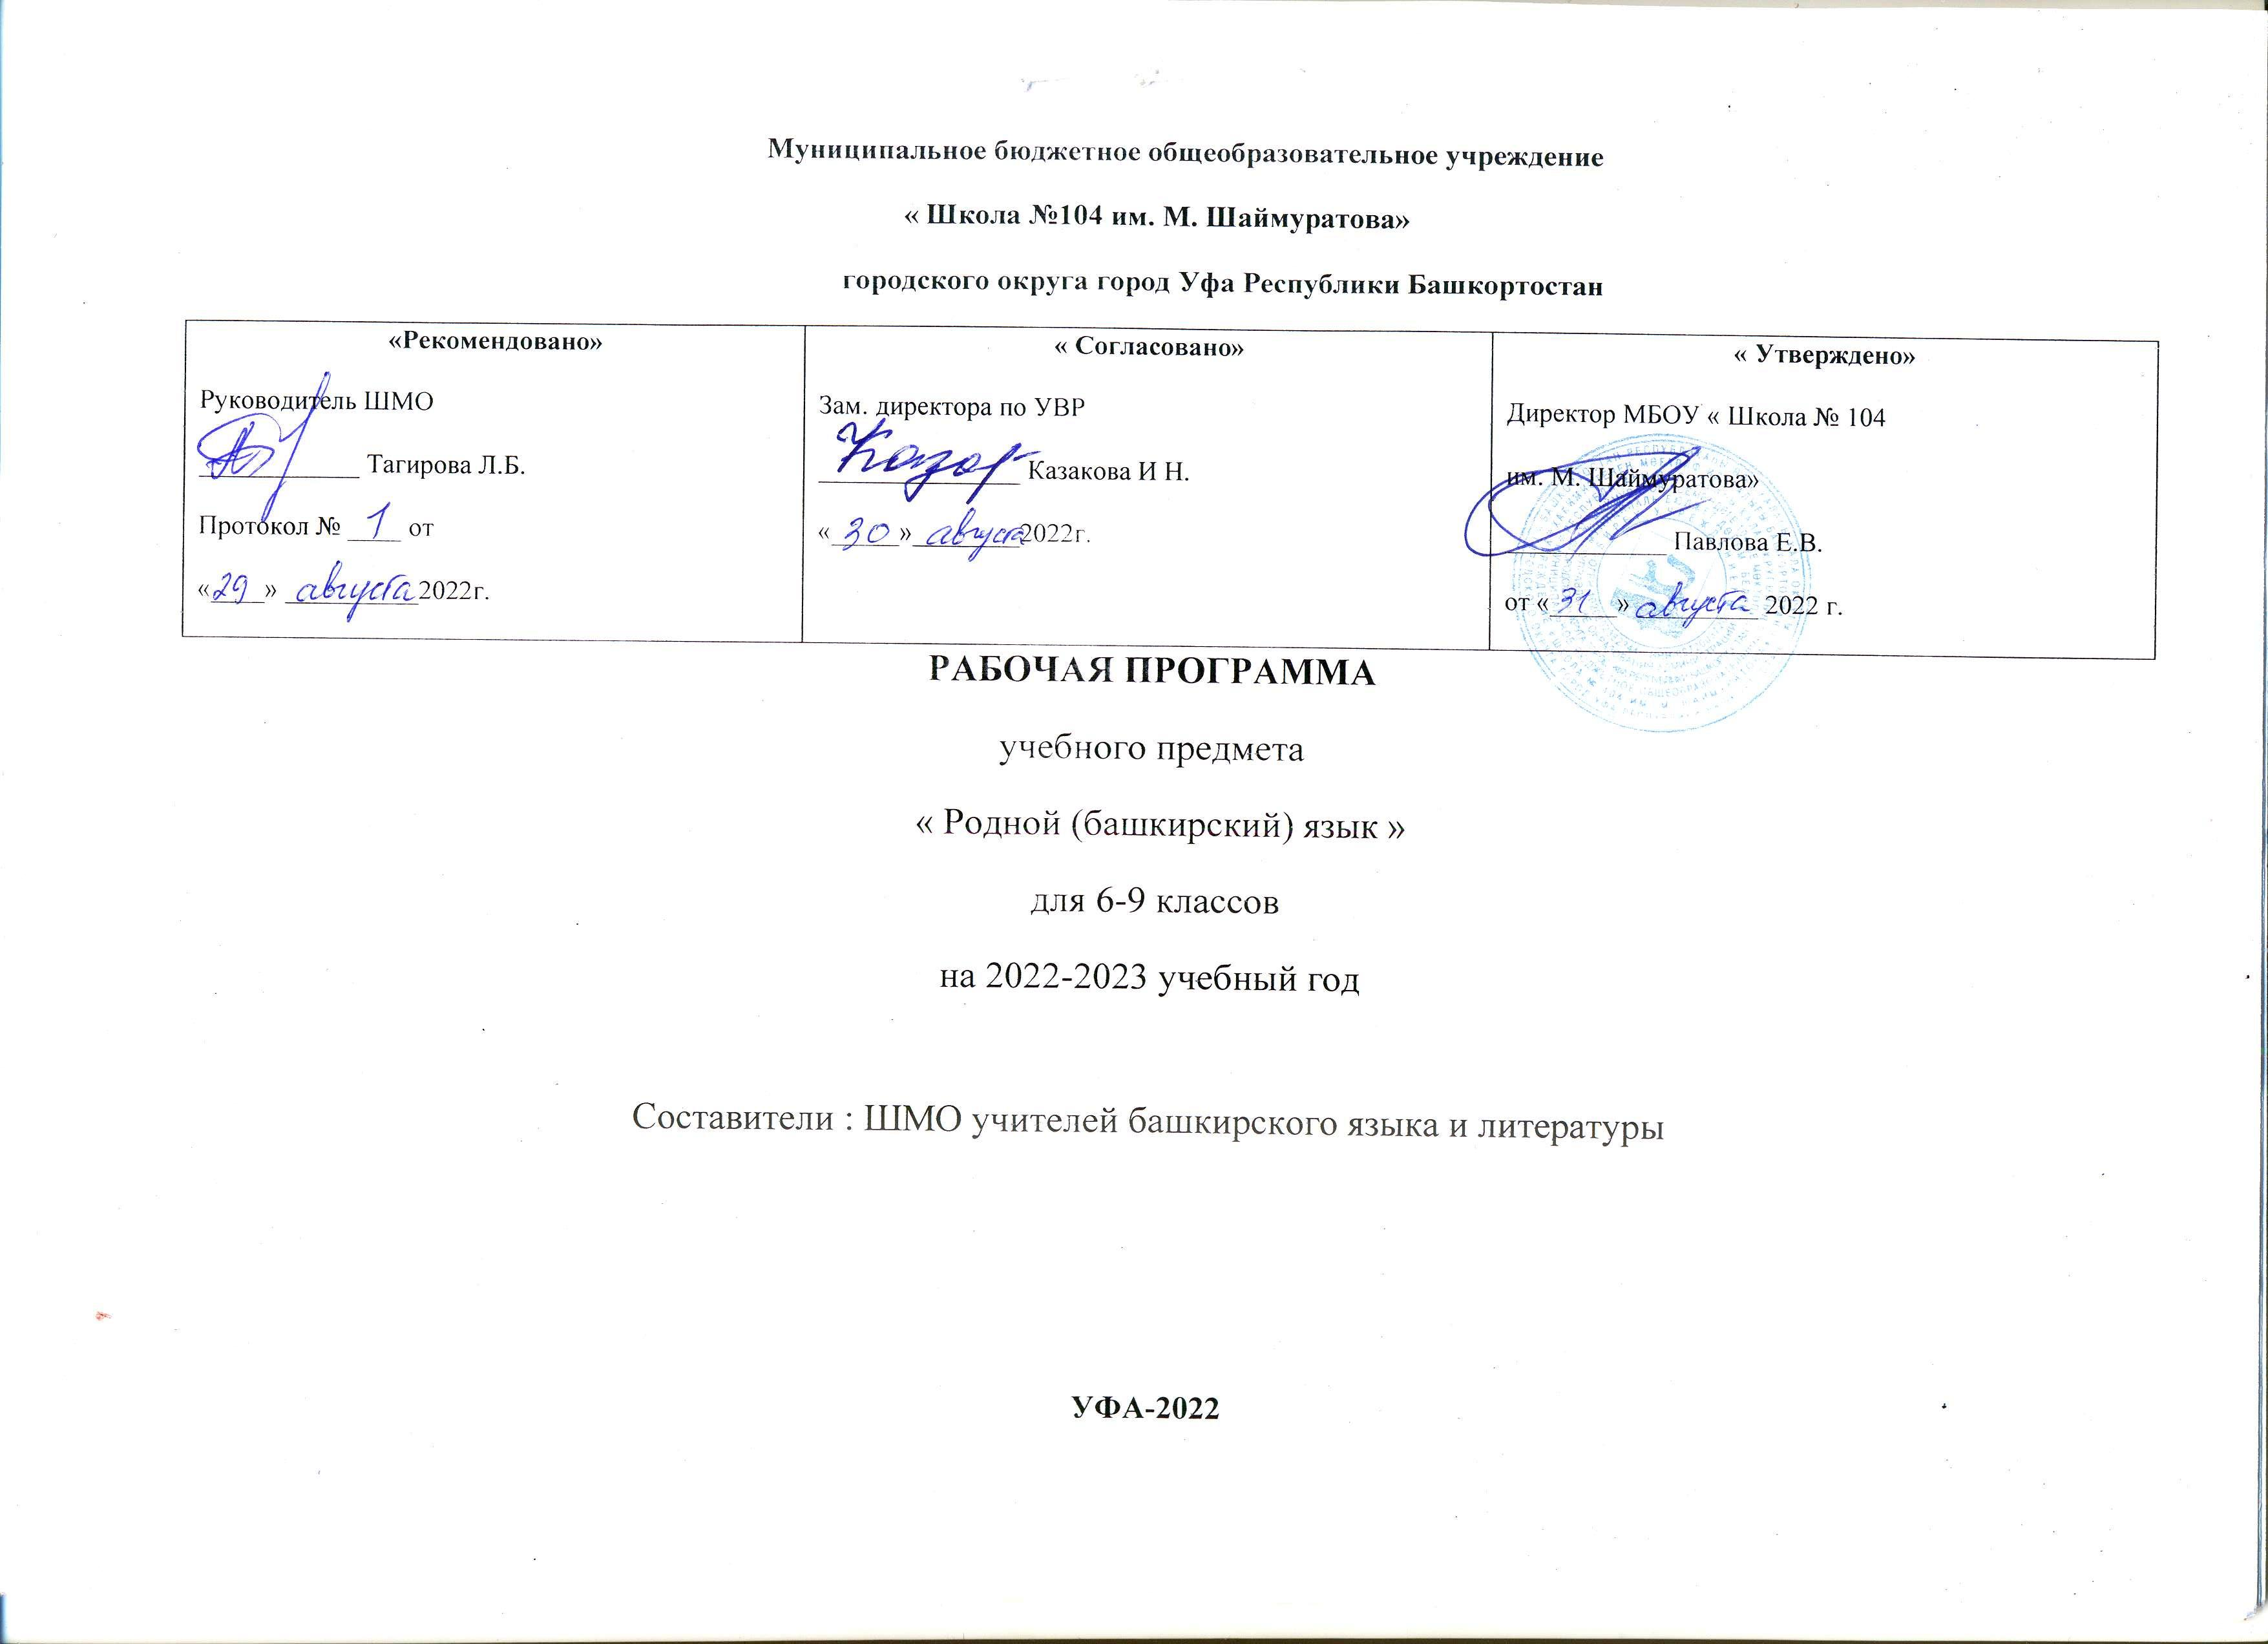 Муниципальное бюджетное общеобразовательное учреждение
« Школа №104 им. М. Шаймуратова»
городского округа город Уфа Республики Башкортостан
«Рекомендовано»
Руководитель ШМО
____________ Тагирова Л.Б.
Протокол № 1 от
«29» августа 2022г.
« Согласовано»
Зам. директора по УВР
_______________ Казакова И Н.
«30» августа 2022г.
« Утверждено»
Директор МБОУ « Школа № 104
им. М. Шаймуратова»
____________ Павлова Е.В.
от «31» августа 2022 г.
РАБОЧАЯ ПРОГРАММА
учебного предмета
« Родной (башкирский) язык »
для 6-9 классов
на 2022-2023 учебный год
Составители : ШМО учителей башкирского языка и литературы
УФА-2022